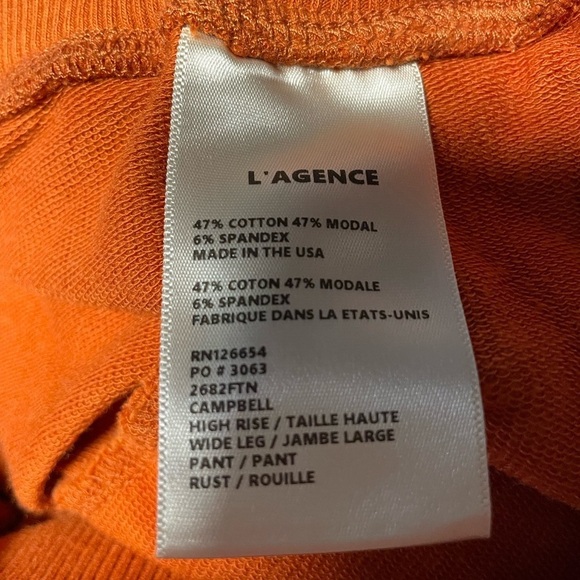 L'AGENCE
47% COTTON 47% MODAL
6% SPANDEX
MADE IN THE USA
47% COTON 47% MODALE
6% SPANDEX
FABRIQUE DANS LA ETATS-UNIS
RN126654
PO # 3063
2682FTN
CAMPBELL
HIGH RISE / TAILLE HAUTE
WIDE LEG / JAMBE LARGE
PANT / PANT
RUST / ROUILLE